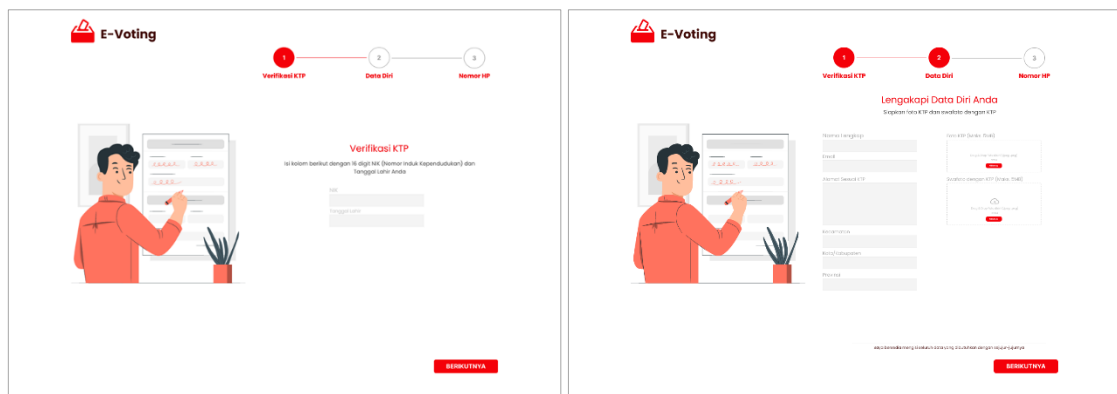 E-Voting
1
2
3
Verifikasi KTP
Data Diri
Nomor HP
Verifikasi KTP
isi kolom berikut dengan 16 digit NIK (Nomor Induk Kependudukan) dan
Tanggal Lahir Anda
NIK
Tanggal Lahir
BERIKUTNYA
E-Voting
1
2
3
Verifikasi KTP
Data Diri
Nomor HP
Lengakapi Data Diri Anda
Siapkan foto KTP dan swafoto dengan KTP
Nama Lengkap
Foto KTP (Maks 2MB)
Email
Alamat Sesuai KTP
Swafoto dengan KTP (Maks 2MB)
Kecamatan
Kota/Kabupaten
Provinsi
BERIKUTNYA